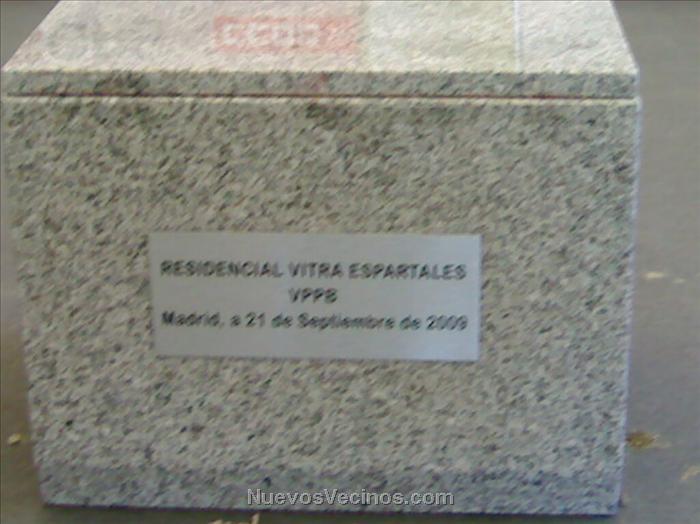 RESIDENCIAL VITRA ESPARTALES
VPPB
Madrid, a 21 de Septiembre de 2009
NuevosVecinos.com